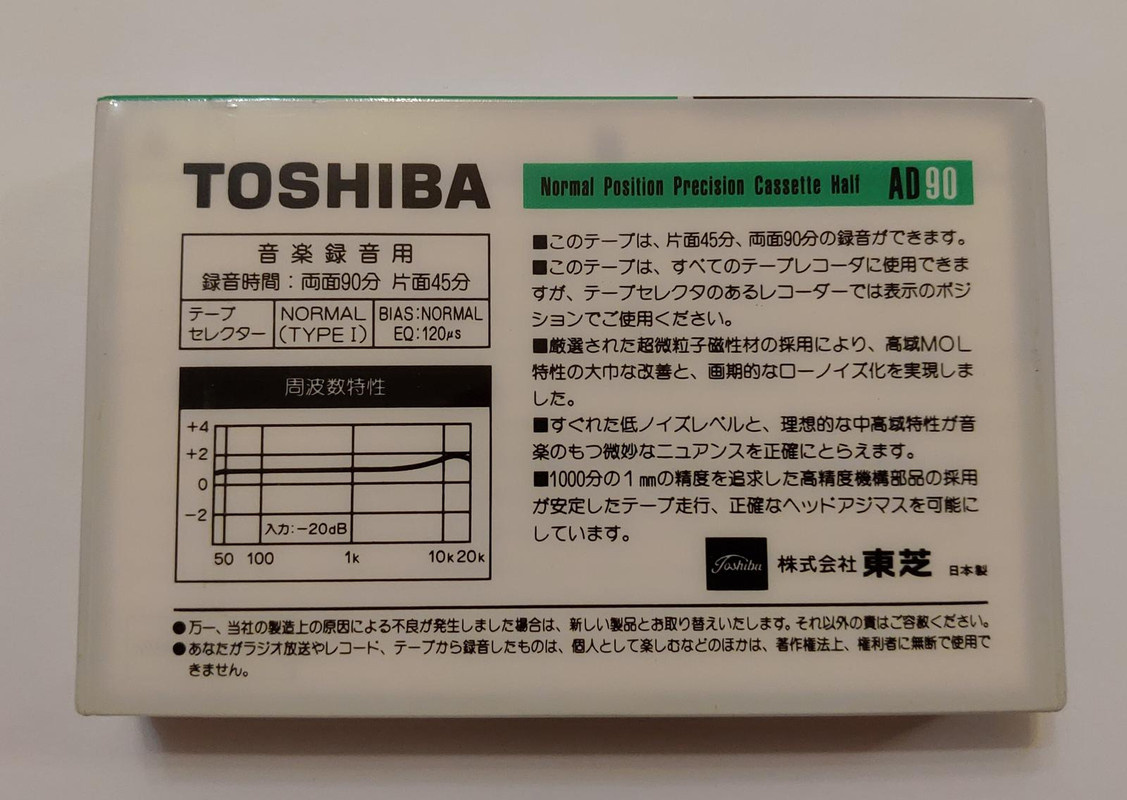 TOSHIBA
Normal Position Precision Cassette Half AD90
音楽録音用
録音時間：両面90分 片面45分
テープ
セレクター
NORMAL
(TYPE I)
BIAS:NORMAL
EQ:120μs
周波数特性
+4
+2
0
−2
入力:−20dB
50 100 1k 10k 20k
■このテープは、片面45分、両面90分の録音ができます。
■このテープは、すべてのテープレコーダに使用できま
すが、テープセレクタのあるレコーダーでは表示のポジ
ションでご使用ください。
■厳選された超微粒子磁性材の採用により、高域MOL
特性の大巾な改善と、画期的なローノイズ化を実現しま
した。
■すぐれた低ノイズレベルと、理想的な中高域特性が音
楽のもつ微妙なニュアンスを正確にとらえます。
■1000分の1㎜の精度を追求した高精度機構部品の採用
が安定したテープ走行、正確なヘッドアジマスを可能に
しています。
Toshiba 株式会社 東芝 日本製
●万一、当社の製造上の原因による不良が発生しました場合は、新しい製品とお取り替えいたします。それ以外の責はご容赦ください。
●あなたがラジオ放送やレコード、テープから録音したものは、個人として楽しむなどのほかは、著作権法上、権利者に無断で使用で
きません。